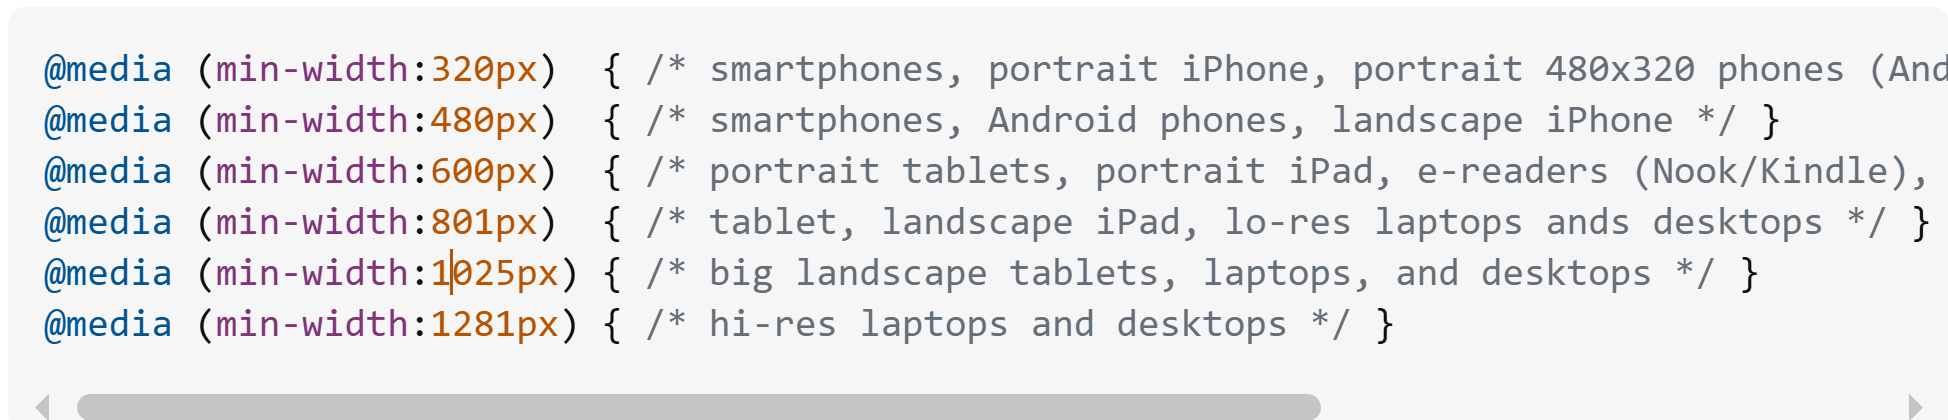 @media (min-width:320px)  { /* smartphones, portrait iPhone, portrait 480x320 phones (And
@media (min-width:480px)  { /* smartphones, Android phones, landscape iPhone */ }
@media (min-width:600px)  { /* portrait tablets, portrait iPad, e-readers (Nook/Kindle),
@media (min-width:801px)  { /* tablet, landscape iPad, lo-res laptops ands desktops */ }
@media (min-width:1025px) { /* big landscape tablets, laptops, and desktops */ }
@media (min-width:1281px) { /* hi-res laptops and desktops */ }